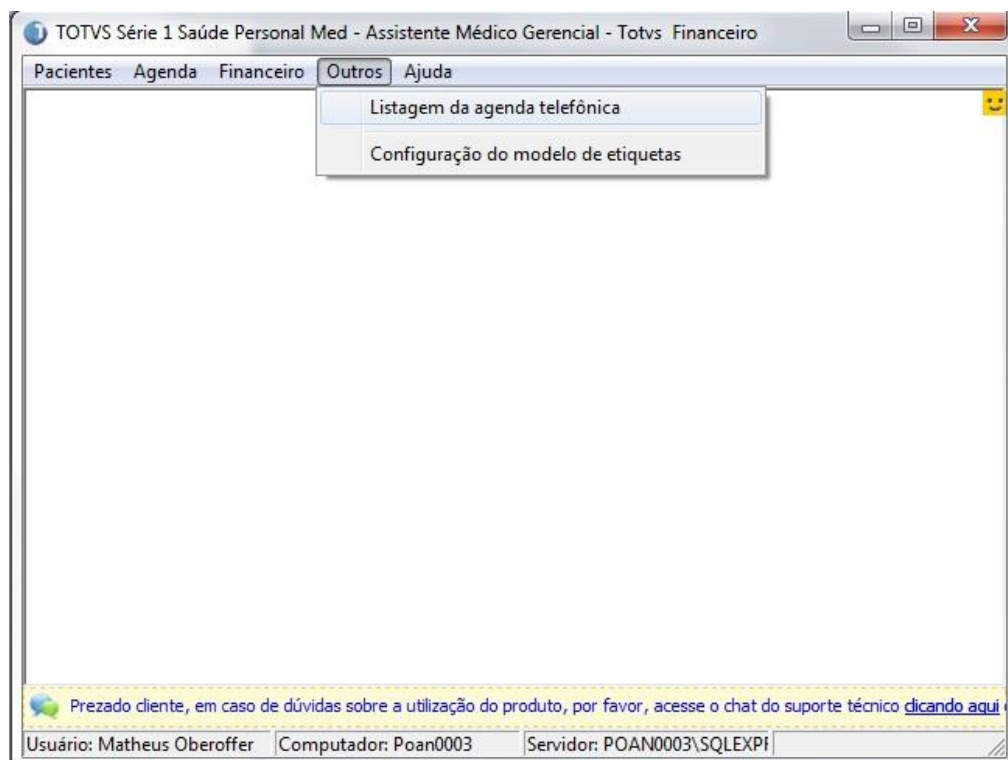 TOTVS Série 1 Saúde Personal Med - Assistente Médico Gerencial - Totvs Financeiro
Pacientes Agenda Financeiro Outros Ajuda
Listagem da agenda telefônica
Configuração do modelo de etiquetas
Prezado cliente, em caso de dúvidas sobre a utilização do produto, por favor, acesse o chat do suporte técnico clicando aqui
Usuário: Matheus Oberoffer Computador: Poan0003 Servidor: POAN0003\SQLEXPF